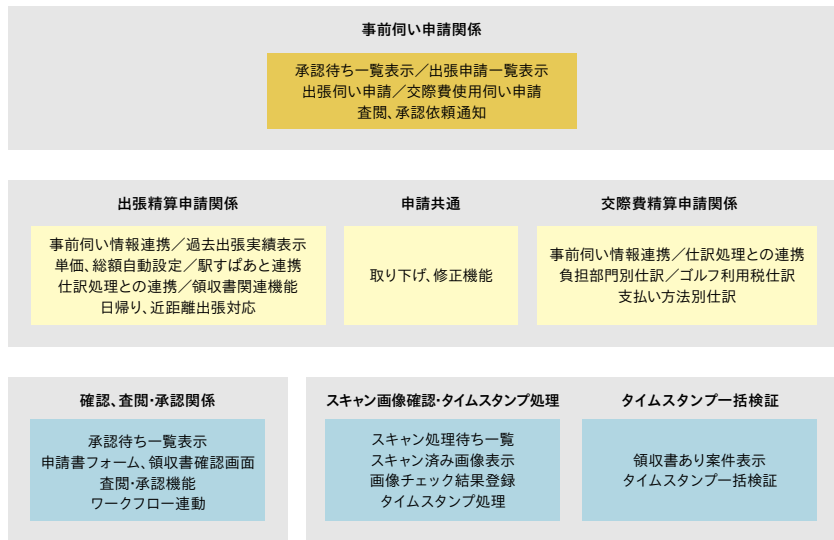 事前伺い申請関係
承認待ち一覧表示／出張申請一覧表示
出張伺い申請／交際費使用伺い申請
査閲、承認依頼通知
出張精算申請関係
事前伺い情報連携／過去出張実績表示
単価、総額自動設定／駅すぱあと連携
仕訳処理との連携／領収書関連機能
日帰り、近距離出張対応
申請共通
取り下げ、修正機能
交際費精算申請関係
事前伺い情報連携／仕訳処理との連携
負担部門別仕訳／ゴルフ利用税仕訳
支払い方法別仕訳
確認、査閲・承認関係
承認待ち一覧表示
申請書フォーム、領収書確認画面
査閲・承認機能
ワークフロー連動
スキャン画像確認・タイムスタンプ処理
スキャン処理待ち一覧
スキャン済み画像表示
画像チェック結果登録
タイムスタンプ処理
タイムスタンプ一括検証
領収書あり案件表示
タイムスタンプ一括検証